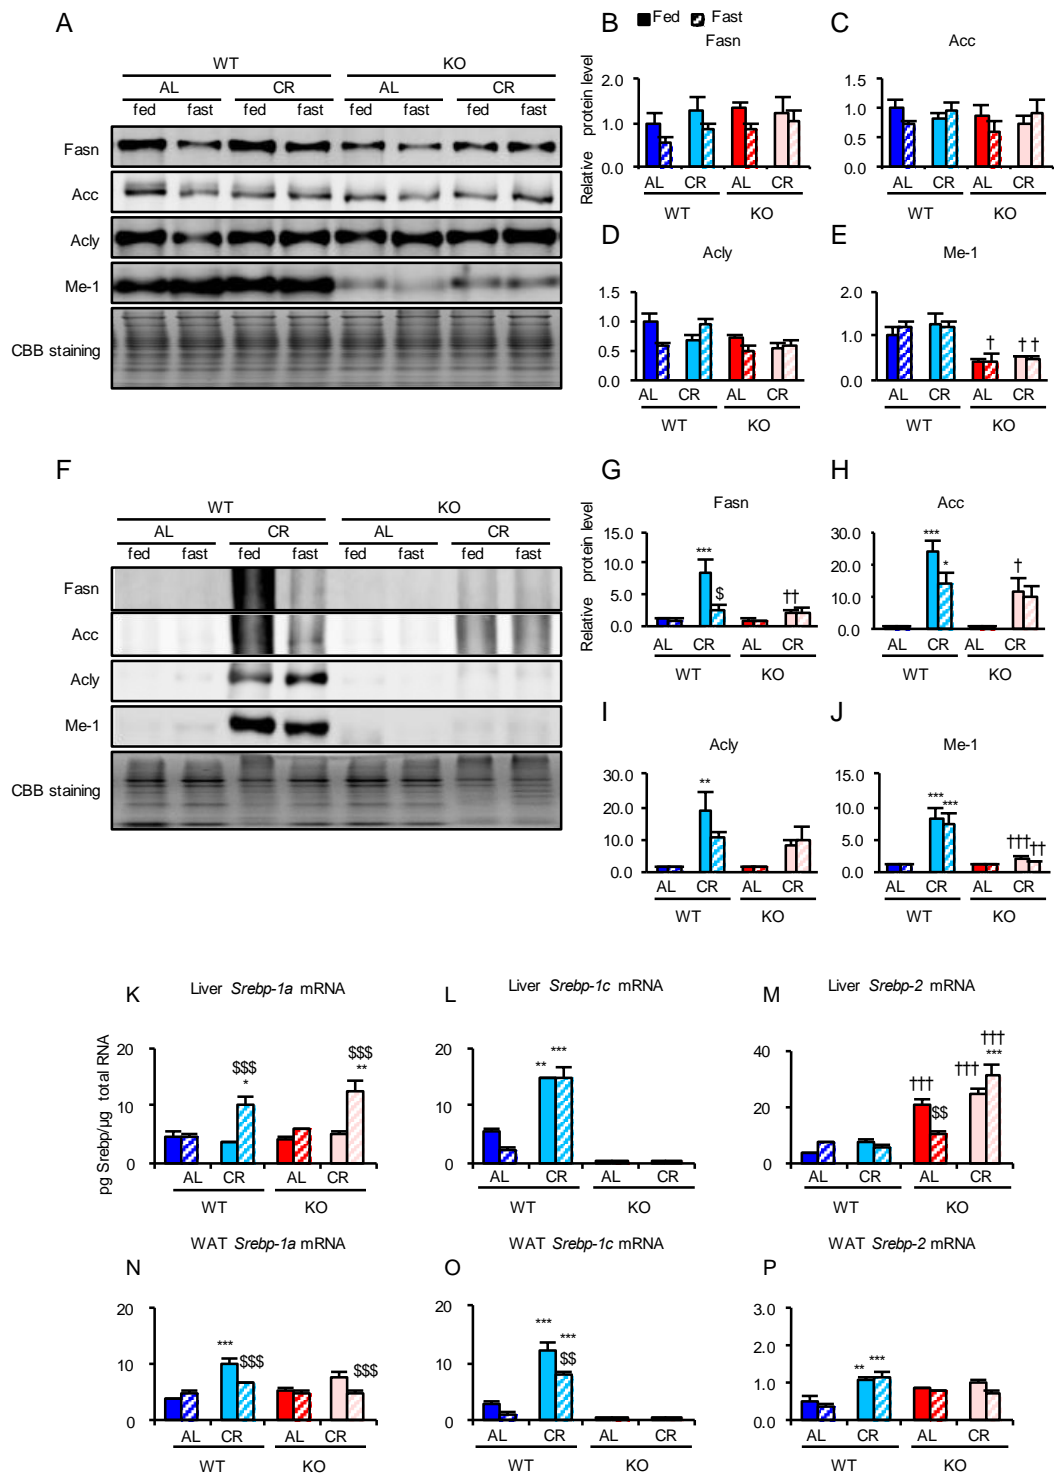 A
WT KO
AL CR AL CR
fed fast fed fast fed fast fed fast
Fasn
Acc
Acly
Me-1
CBB staining
Fed Fast
B
Fasn
Relative protein level
2.0
1.0
0.0
AL CR AL CR
WT KO
C
Acc
1.5
1.0
0.5
0.0
AL CR AL CR
WT KO
D
Acly
1.5
1.0
0.5
0.0
AL CR AL CR
WT KO
E
Me-1
2.0
1.0
0.0
† ††
AL CR AL CR
WT KO
F
WT KO
AL CR AL CR
fed fast fed fast fed fast fed fast
Fasn
Acc
Acly
Me-1
CBB staining
G
Fasn
Relative protein level
15.0
10.0
5.0
0.0
*** $ ††
AL CR AL CR
WT KO
H
Acc
30.0
20.0
10.0
0.0
*** * †
AL CR AL CR
WT KO
I
Acly
30.0
20.0
10.0
0.0
**
AL CR AL CR
WT KO
J
Me-1
15.0
10.0
5.0
0.0
*** *** ††† ††
AL CR AL CR
WT KO
K
Liver Srebp-1a mRNA
pg Srebp/µg total RNA
20
10
0
$$$ $$$
* **
AL CR AL CR
WT KO
L
Liver Srebp-1c mRNA
20
15
10
5
0
** ***
AL CR AL CR
WT KO
M
Liver Srebp-2 mRNA
40
20
0
††† $$ ††† †††
***
AL CR AL CR
WT KO
N
WAT Srebp-1a mRNA
20
10
0
*** $$$ $$$
AL CR AL CR
WT KO
O
WAT Srebp-1c mRNA
20
15
10
5
0
*** ***
$$
AL CR AL CR
WT KO
P
WAT Srebp-2 mRNA
3.0
2.0
1.0
0.0
** ***
AL CR AL CR
WT KO